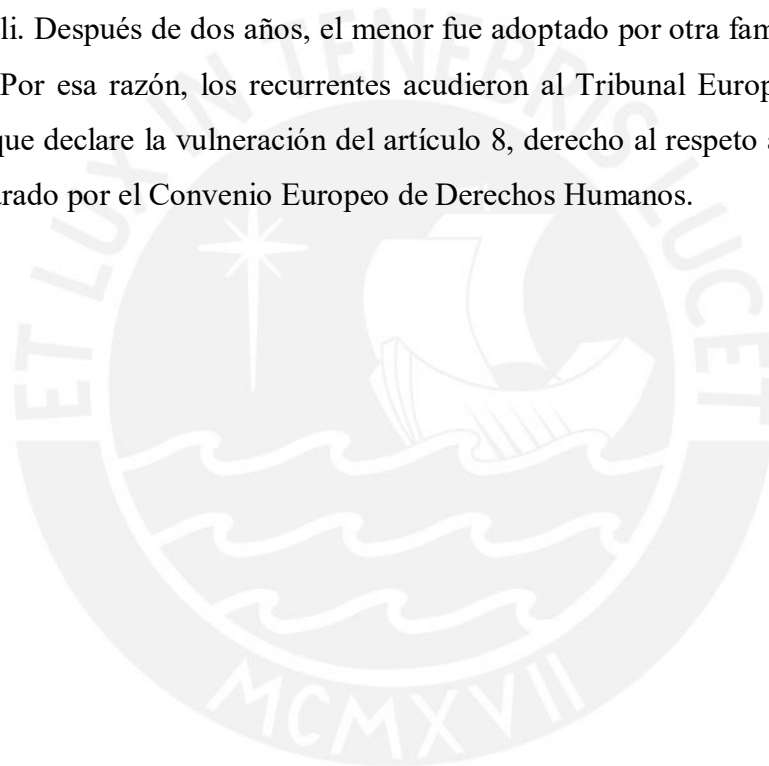 li. Después de dos años, el menor fue adoptado por otra fam
Por esa razón, los recurrentes acudieron al Tribunal Europ
que declare la vulneración del artículo 8, derecho al respeto a
rado por el Convenio Europeo de Derechos Humanos.
ET LUX IN TENEBRIS LUCET
MCMXVII